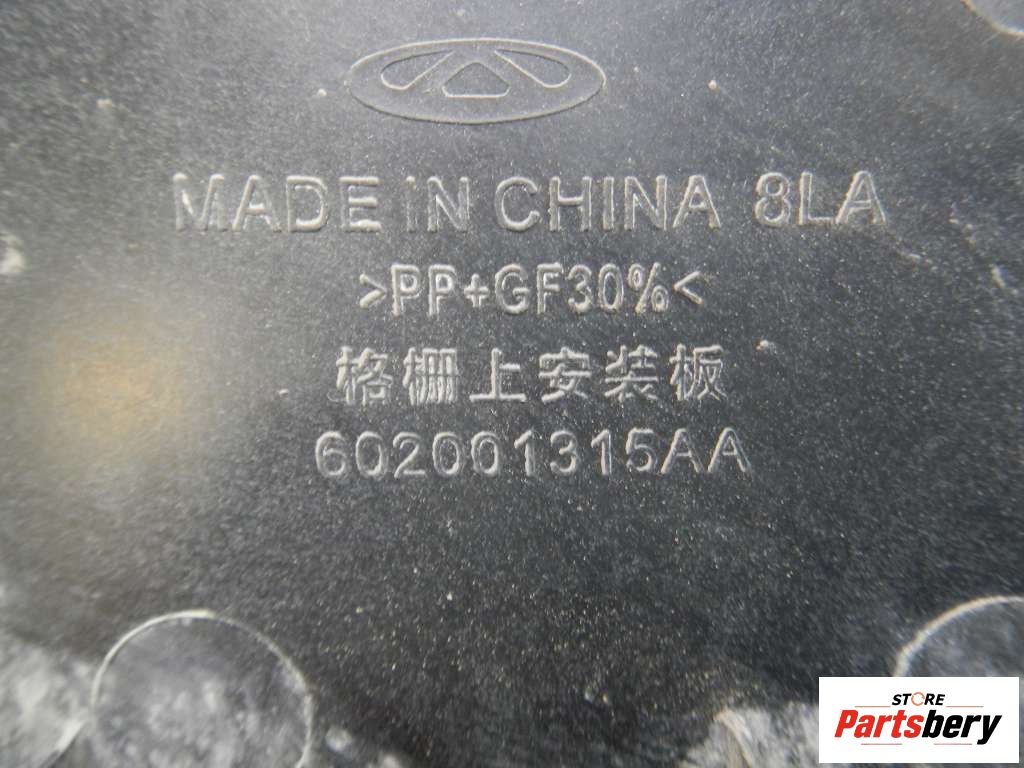 MADE IN CHINA 8LA
>PP+GF30%<
格栅上安装板
602001315AA
STORE
Partsbery